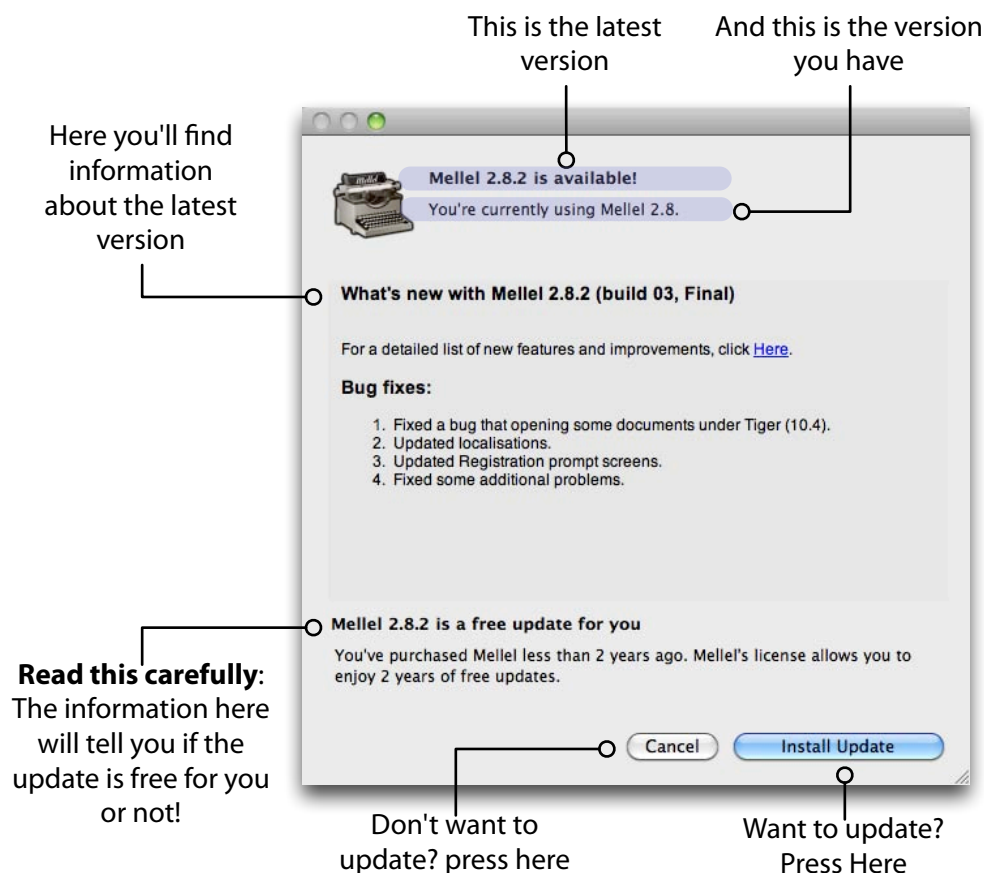 This is the latest
version
And this is the version
you have
Here you'll find
information
about the latest
version
Mellel
Mellel 2.8.2 is available!
You're currently using Mellel 2.8.
What's new with Mellel 2.8.2 (build 03, Final)
For a detailed list of new features and improvements, click Here.
Bug fixes:
1. Fixed a bug that opening some documents under Tiger (10.4).
2. Updated localisations.
3. Updated Registration prompt screens.
4. Fixed some additional problems.
Mellel 2.8.2 is a free update for you
You've purchased Mellel less than 2 years ago. Mellel's license allows you to
enjoy 2 years of free updates.
Read this carefully:
The information here
will tell you if the
update is free for you
or not!
Cancel
Install Update
Don't want to
update? press here
Want to update?
Press Here